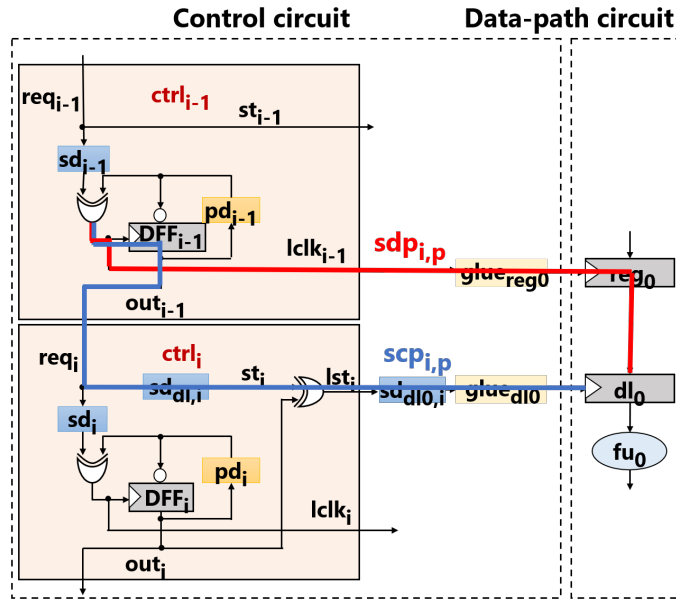 Control circuit
Data-path circuit
req_{i-1}
ctrl_{i-1}
st_{i-1}
sd_{i-1}
pd_{i-1}
DFF_{i-1}
lclk_{i-1}
sdp_{i,p}
glue_{reg0}
reg_0
out_{i-1}
req_i
ctrl_i
st_i
lst_i
scp_{i,p}
sd_{dl,i}
sd_{dl0,i}
glue_{dl0}
dl_0
sd_i
pd_i
fu_0
DFF_i
lclk_i
out_i